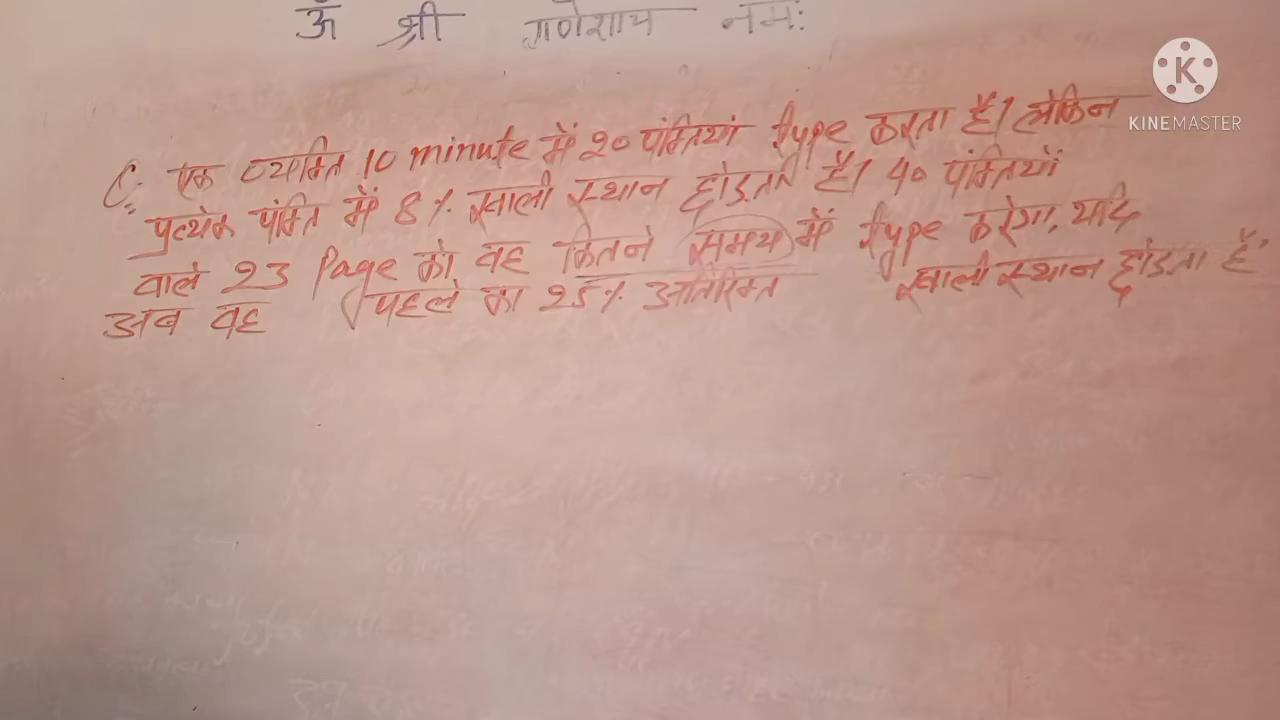 ॐ श्री गणेशाय नमः
K
KINEMASTER
C: एक व्यक्ति 10 minute में 20 पंक्तियां type करता है। लेकिन
प्रत्येक पंक्ति में 8% खाली स्थान छोड़ता है। 40 पंक्तियों
वाले 23 Page को वह कितने समय में type करेगा, यदि
अब वह पहले का 25% अतिरिक्त खाली स्थान छोड़ता है